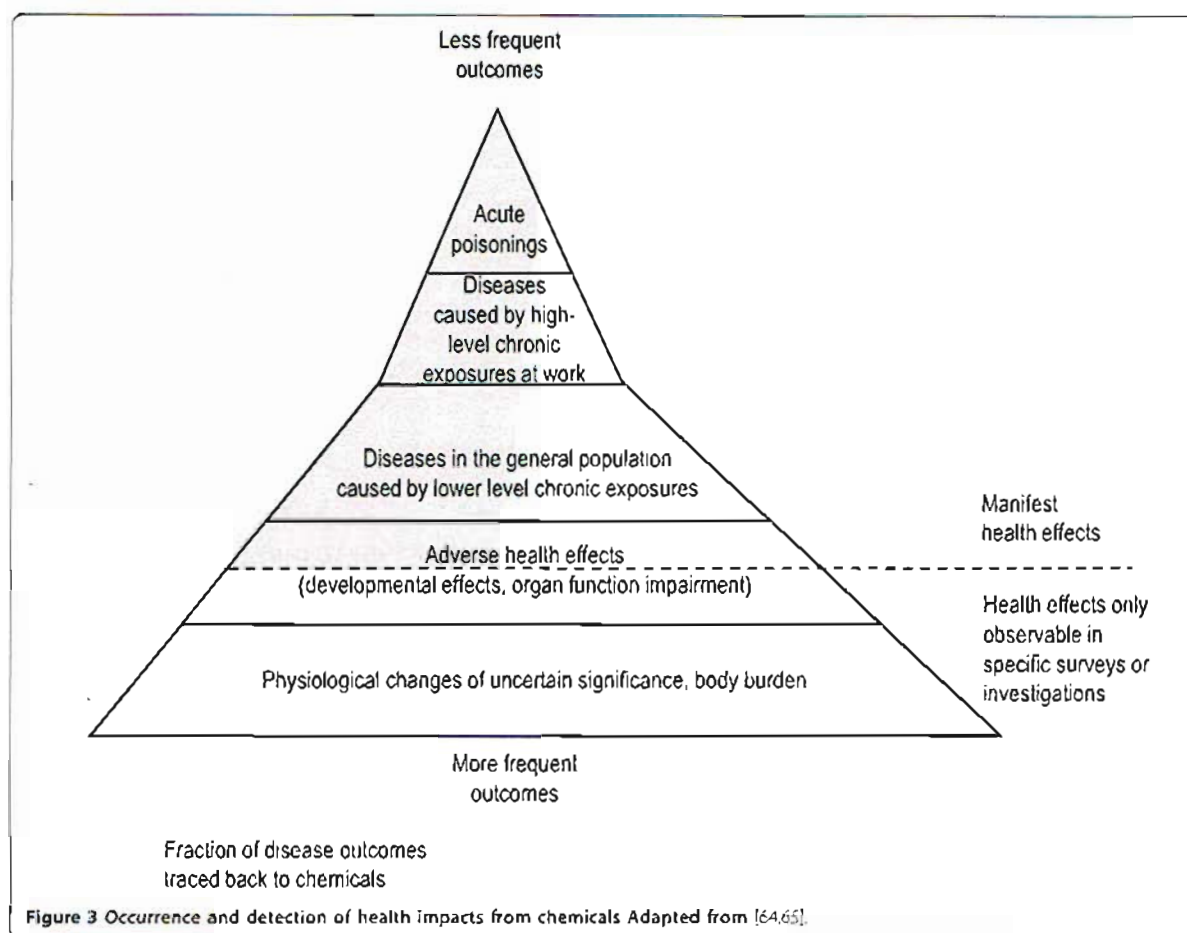 Less frequent
outcomes
Acute
poisonings
Diseases
caused by high-
level chronic
exposures at work
Diseases in the general population
caused by lower level chronic exposures
Manifest
health effects
Adverse health effects
(developmental effects, organ function impairment)
Health effects only
observable in
specific surveys or
investigations
Physiological changes of uncertain significance, body burden
More frequent
outcomes
Fraction of disease outcomes
traced back to chemicals
Figure 3 Occurrence and detection of health impacts from chemicals Adapted from [64,65].